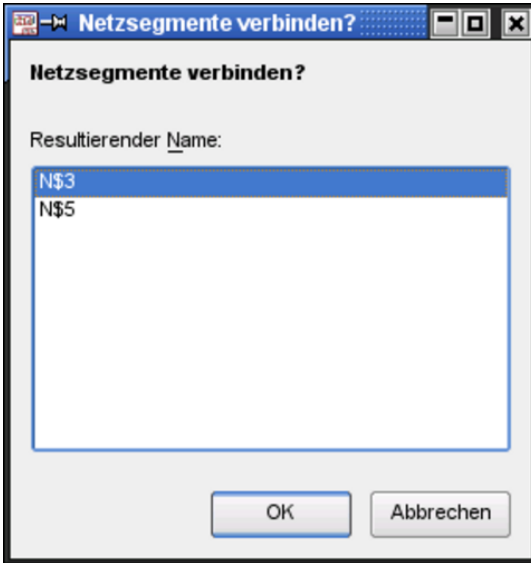 Netzsegmente verbinden?
Netzsegmente verbinden?
Resultierender Name:
N$3
N$5
OK
Abbrechen